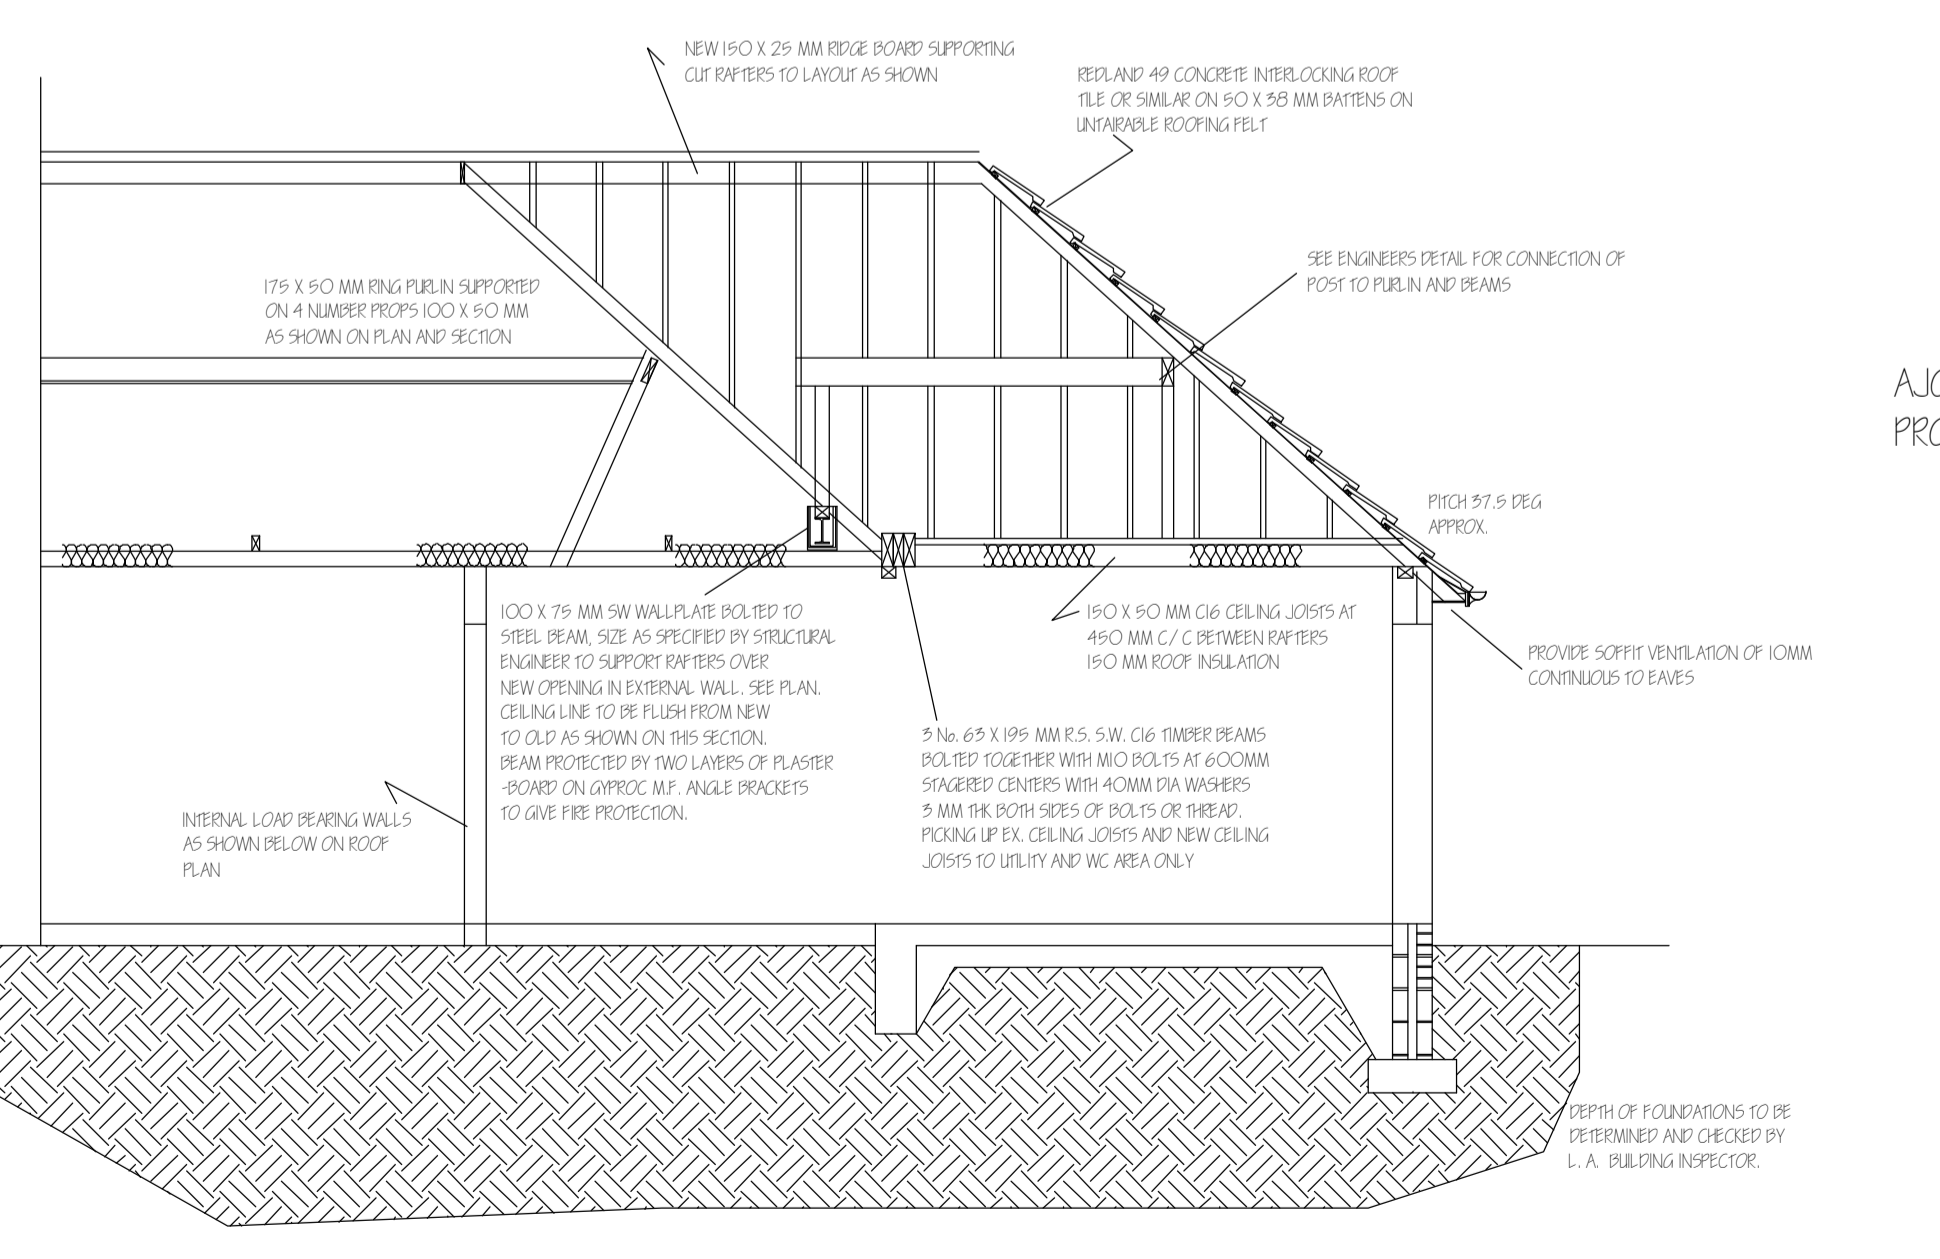 NEW 150 X 25 MM RIDGE BOARD SUPPORTING
CUT RAFTERS TO LAYOUT AS SHOWN
REDLAND 49 CONCRETE INTERLOCKING ROOF
TILE OR SIMILAR ON 50 X 38 MM BATTENS ON
UNTAIRABLE ROOFING FELT
SEE ENGINEERS DETAIL FOR CONNECTION OF
POST TO PURLIN AND BEAMS
175 X 50 MM RING PURLIN SUPPORTED
ON 4 NUMBER PROPS 100 X 50 MM
AS SHOWN ON PLAN AND SECTION
PITCH 37.5 DEG
APPROX.
100 X 75 MM SW WALLPLATE BOLTED TO
STEEL BEAM, SIZE AS SPECIFIED BY STRUCTURAL
ENGINEER TO SUPPORT RAFTERS OVER
NEW OPENING IN EXTERNAL WALL. SEE PLAN.
CEILING LINE TO BE FLUSH FROM NEW
TO OLD AS SHOWN ON THIS SECTION.
BEAM PROTECTED BY TWO LAYERS OF PLASTER
-BOARD ON GYPROC M.F. ANGLE BRACKETS
TO GIVE FIRE PROTECTION.
150 X 50 MM C16 CEILING JOISTS AT
450 MM C/ C BETWEEN RAFTERS
150 MM ROOF INSULATION
PROVIDE SOFFIT VENTILATION OF 10MM
CONTINUOUS TO EAVES
3 No. 63 X 195 MM R.S. S.W. C16 TIMBER BEAMS
BOLTED TOGETHER WITH M10 BOLTS AT 600MM
STAGERED CENTERS WITH 40MM DIA WASHERS
3 MM THK BOTH SIDES OF BOLTS OR THREAD.
PICKING UP EX. CEILING JOISTS AND NEW CEILING
JOISTS TO UTILITY AND WC AREA ONLY
INTERNAL LOAD BEARING WALLS
AS SHOWN BELOW ON ROOF
PLAN
DEPTH OF FOUNDATIONS TO BE
DETERMINED AND CHECKED BY
L. A. BUILDING INSPECTOR.